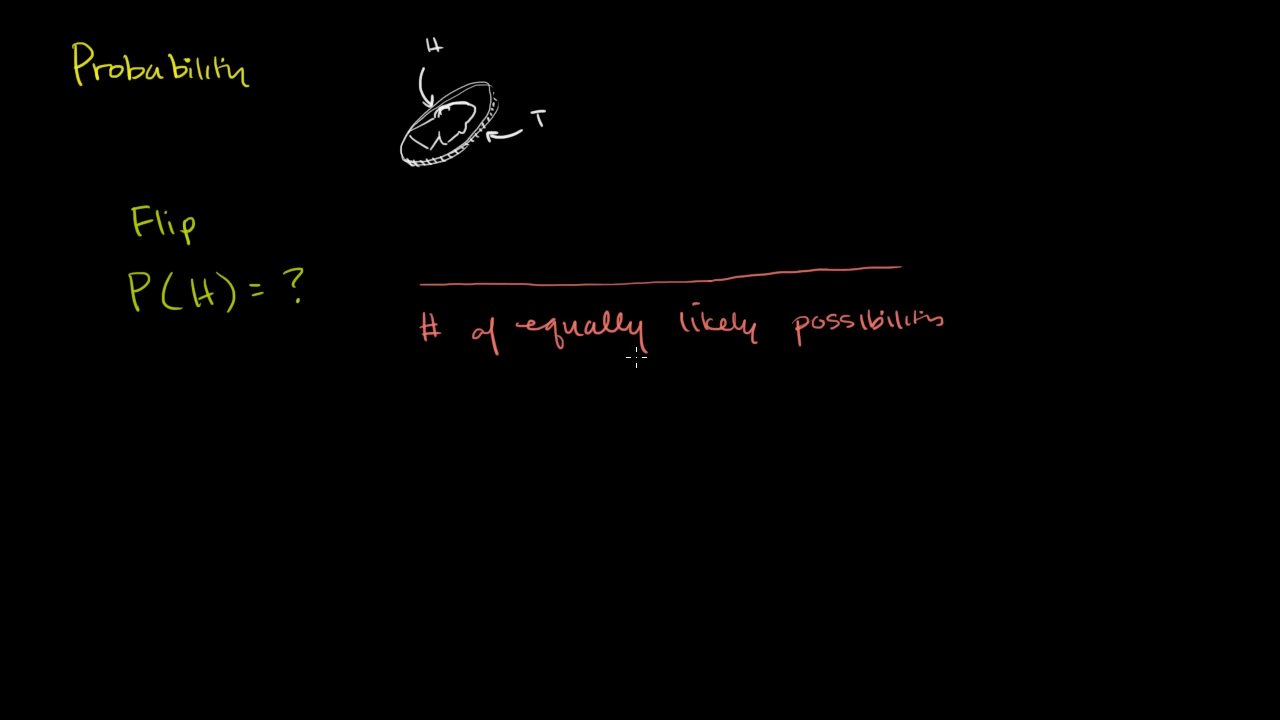 Probability
H
T
Flip
P(H) = ?
# of equally likely possibilities